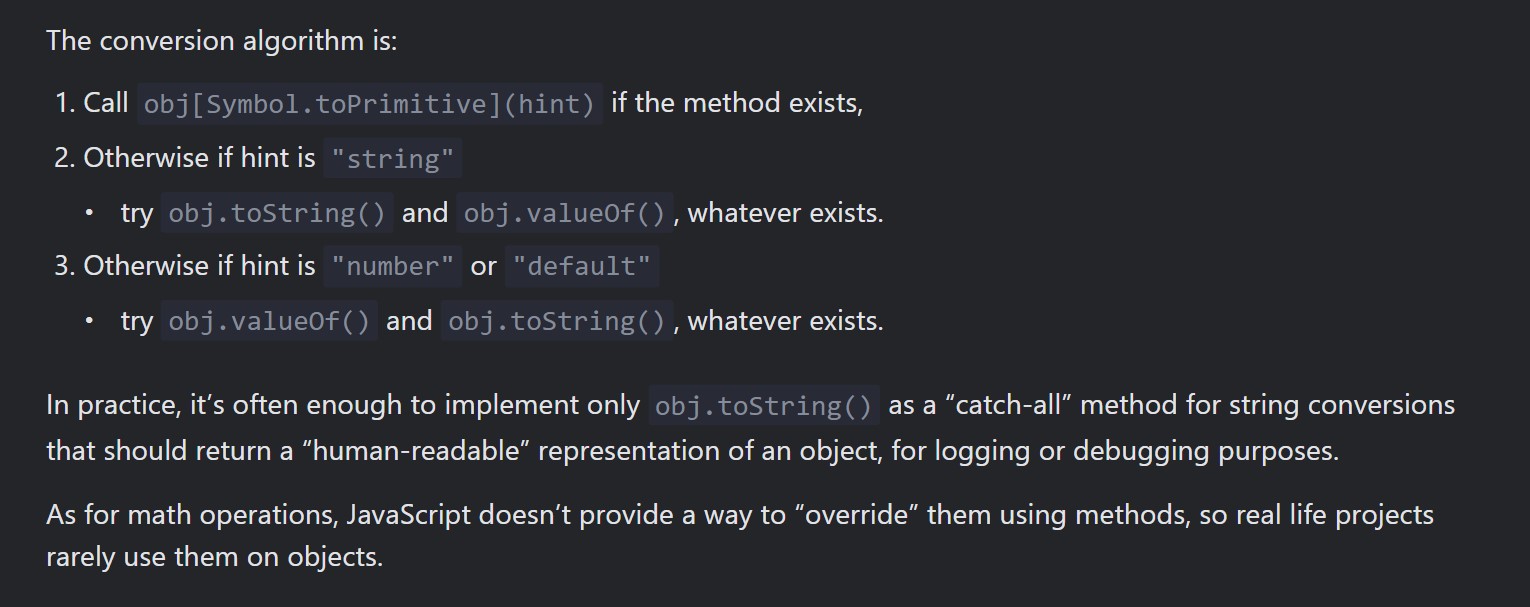 The conversion algorithm is:
1. Call obj[Symbol.toPrimitive](hint) if the method exists,
2. Otherwise if hint is "string"
• try obj.toString() and obj.valueOf(), whatever exists.
3. Otherwise if hint is "number" or "default"
• try obj.valueOf() and obj.toString(), whatever exists.
In practice, it’s often enough to implement only obj.toString() as a “catch-all” method for string conversions
that should return a “human-readable” representation of an object, for logging or debugging purposes.
As for math operations, JavaScript doesn’t provide a way to “override” them using methods, so real life projects
rarely use them on objects.